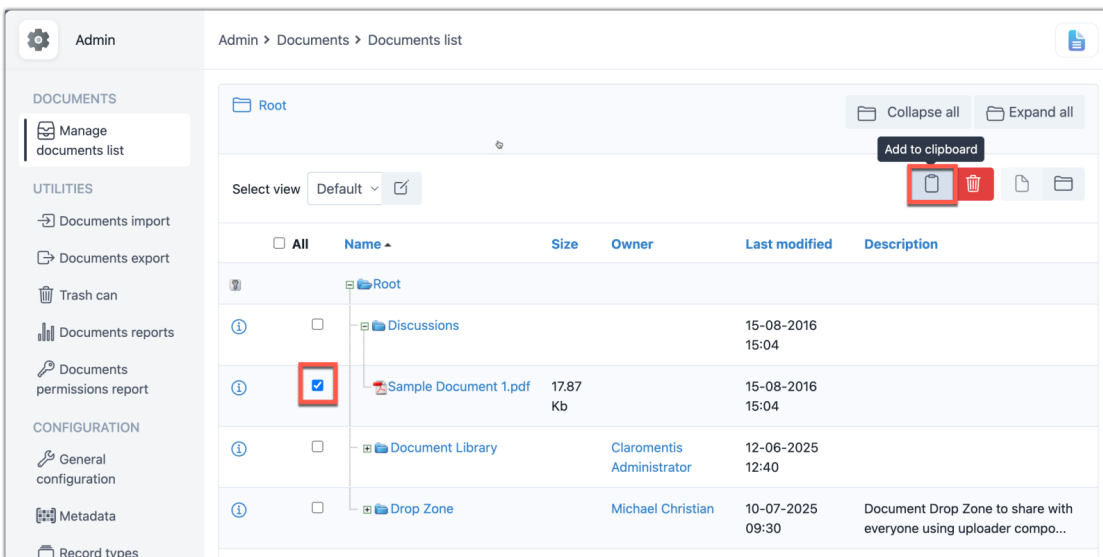 Admin
Admin > Documents > Documents list
DOCUMENTS
Manage
documents list
UTILITIES
Documents import
Documents export
Trash can
Documents reports
Documents
permissions report
CONFIGURATION
General
configuration
Metadata
Record types
Root
Collapse all
Expand all
Add to clipboard
Select view
Default
All Name Size Owner Last modified Description
Root
Discussions 15-08-2016
15:04
Sample Document 1.pdf 17.87 15-08-2016
Kb 15:04
Document Library Claromentis 12-06-2025
Administrator 12:40
Drop Zone Michael Christian 10-07-2025 Document Drop Zone to share with
09:30 everyone using uploader compo...